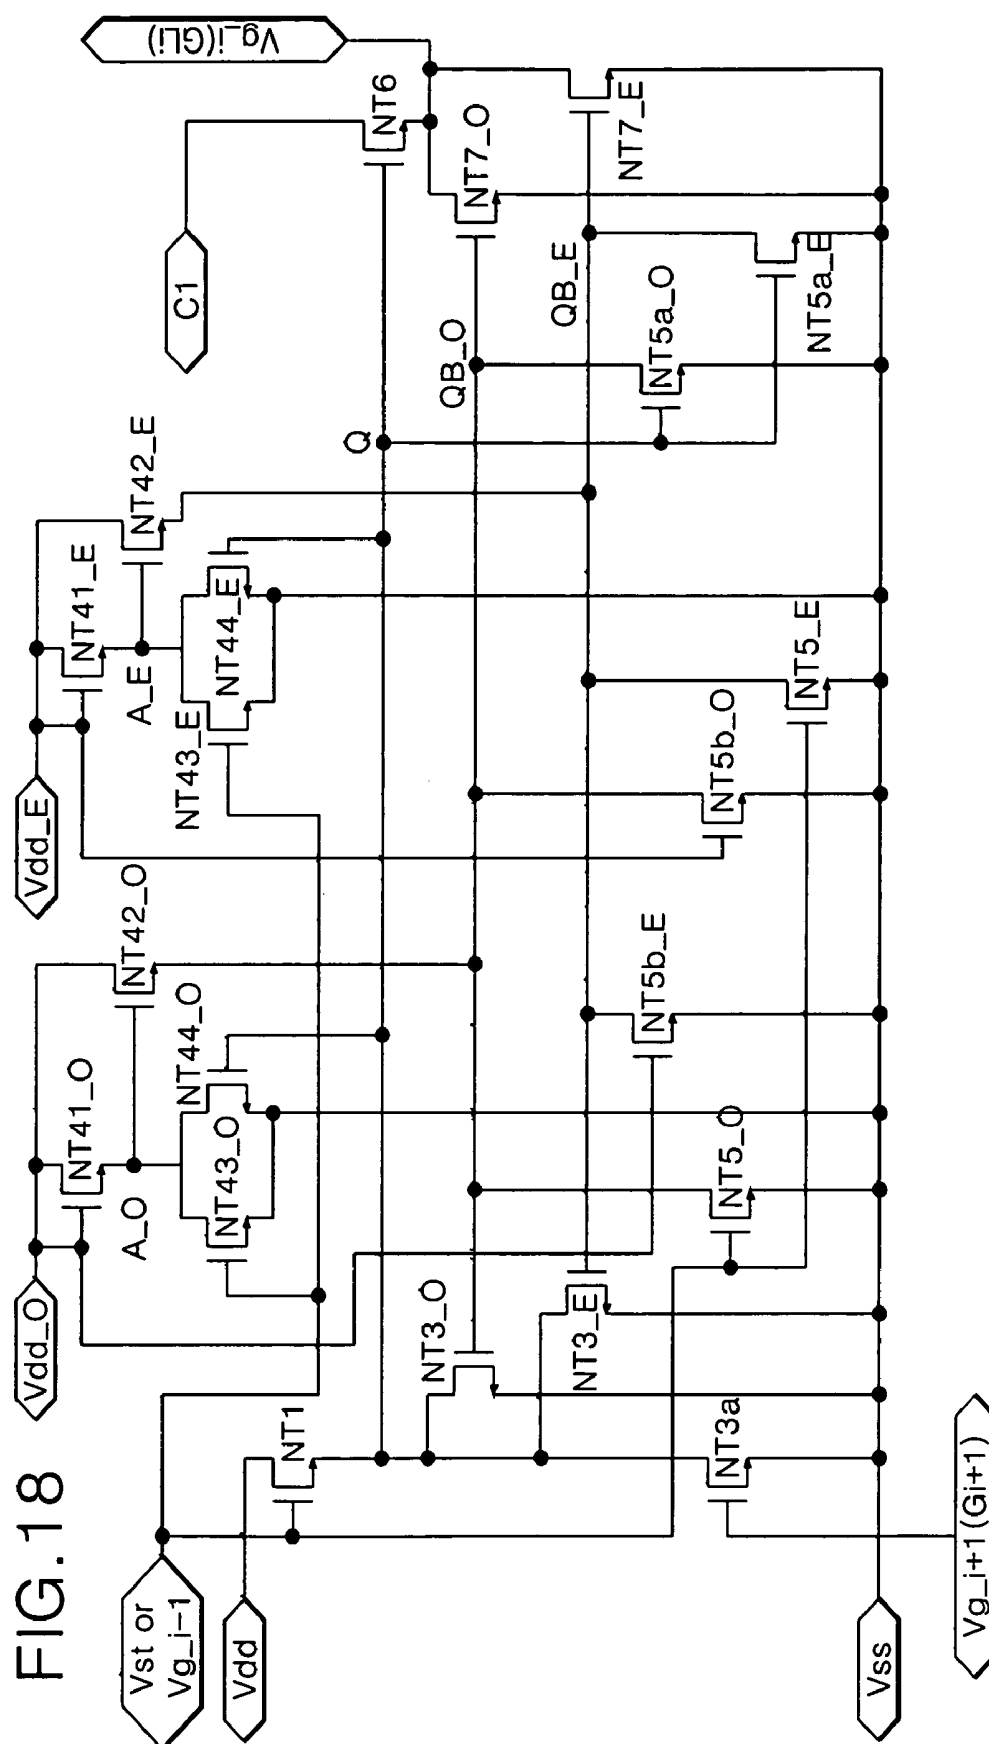 FIG.18
Vst or
Vg_i-1
Vdd
Vss
Vg_i+1(Gi+1)
Vdd_O
Vdd_E
C1
Vg_i(GLi)
NT1
NT3a
NT3_O
NT3_E
A_O
NT41_O
NT42_O
NT43_O
NT44_O
NT5_O
NT5b_E
A_E
NT41_E
NT42_E
NT43_E
NT44_E
NT5b_O
NT5_E
Q
QB_O
QB_E
NT5a_O
NT5a_E
NT6
NT7_O
NT7_E